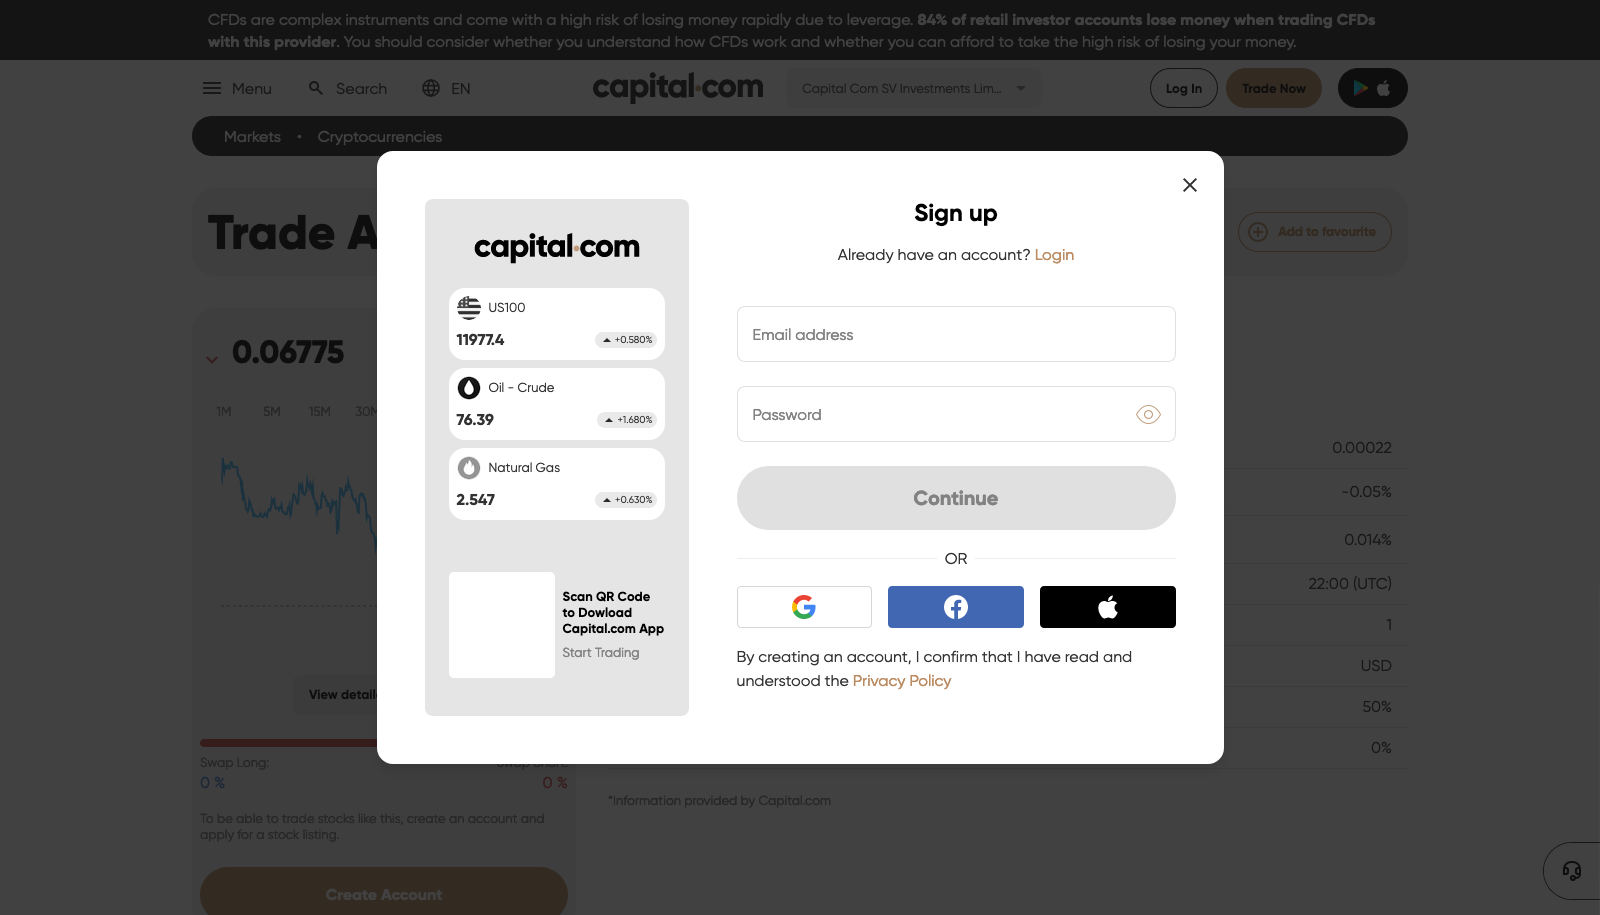 CFDs are complex instruments and come with a high risk of losing money rapidly due to leverage. 84% of retail investor accounts lose money when trading CFDs
with this provider. You should consider whether you understand how CFDs work and whether you can afford to take the high risk of losing your money.
Menu
Search
EN
capital.com
Capital Com SV Investments Lim...
Log In
Trade Now
Markets • Cryptocurrencies
Trade A
Add to favourite
0.06775
1M 5M 15M 30M
View details
Swap Long:
0 %
Swap Short:
0 %
To be able to trade stocks like this, create an account and
apply for a stock listing.
Create Account
0.00022
-0.05%
0.014%
22:00 (UTC)
1
USD
50%
0%
*Information provided by Capital.com
capital.com
US100
11977.4
+0.580%
Oil - Crude
76.39
+1.680%
Natural Gas
2.547
+0.630%
Scan QR Code
to Dowload
Capital.com App
Start Trading
Sign up
Already have an account? Login
Email address
Password
Continue
OR
By creating an account, I confirm that I have read and
understood the Privacy Policy